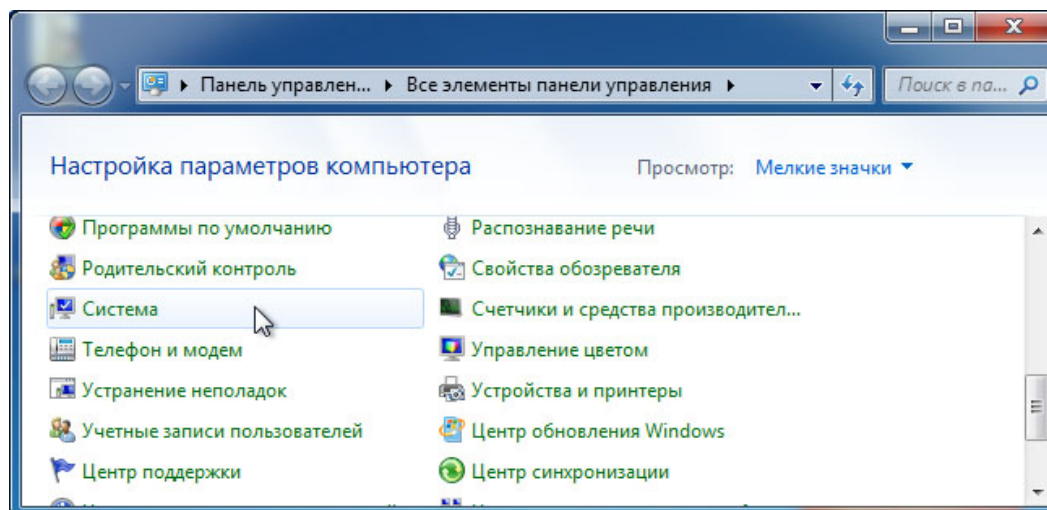 Панель управлен... Все элементы панели управления Поиск в па...
Настройка параметров компьютера Просмотр: Мелкие значки
Программы по умолчанию Распознавание речи
Родительский контроль Свойства обозревателя
Система Счетчики и средства производител...
Телефон и модем Управление цветом
Устранение неполадок Устройства и принтеры
Учетные записи пользователей Центр обновления Windows
Центр поддержки Центр синхронизации